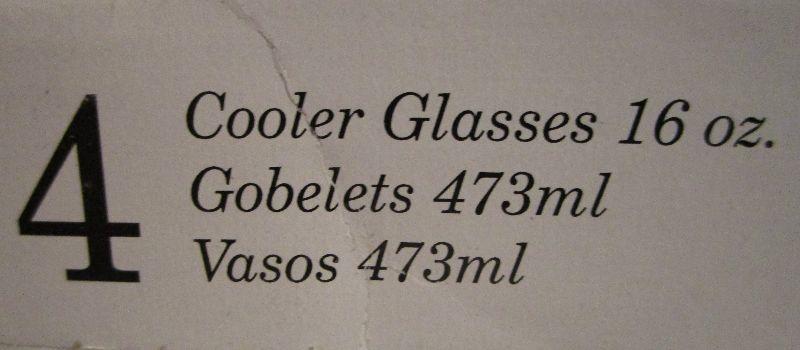 4
Cooler Glasses 16 oz.
Gobelets 473ml
Vasos 473ml